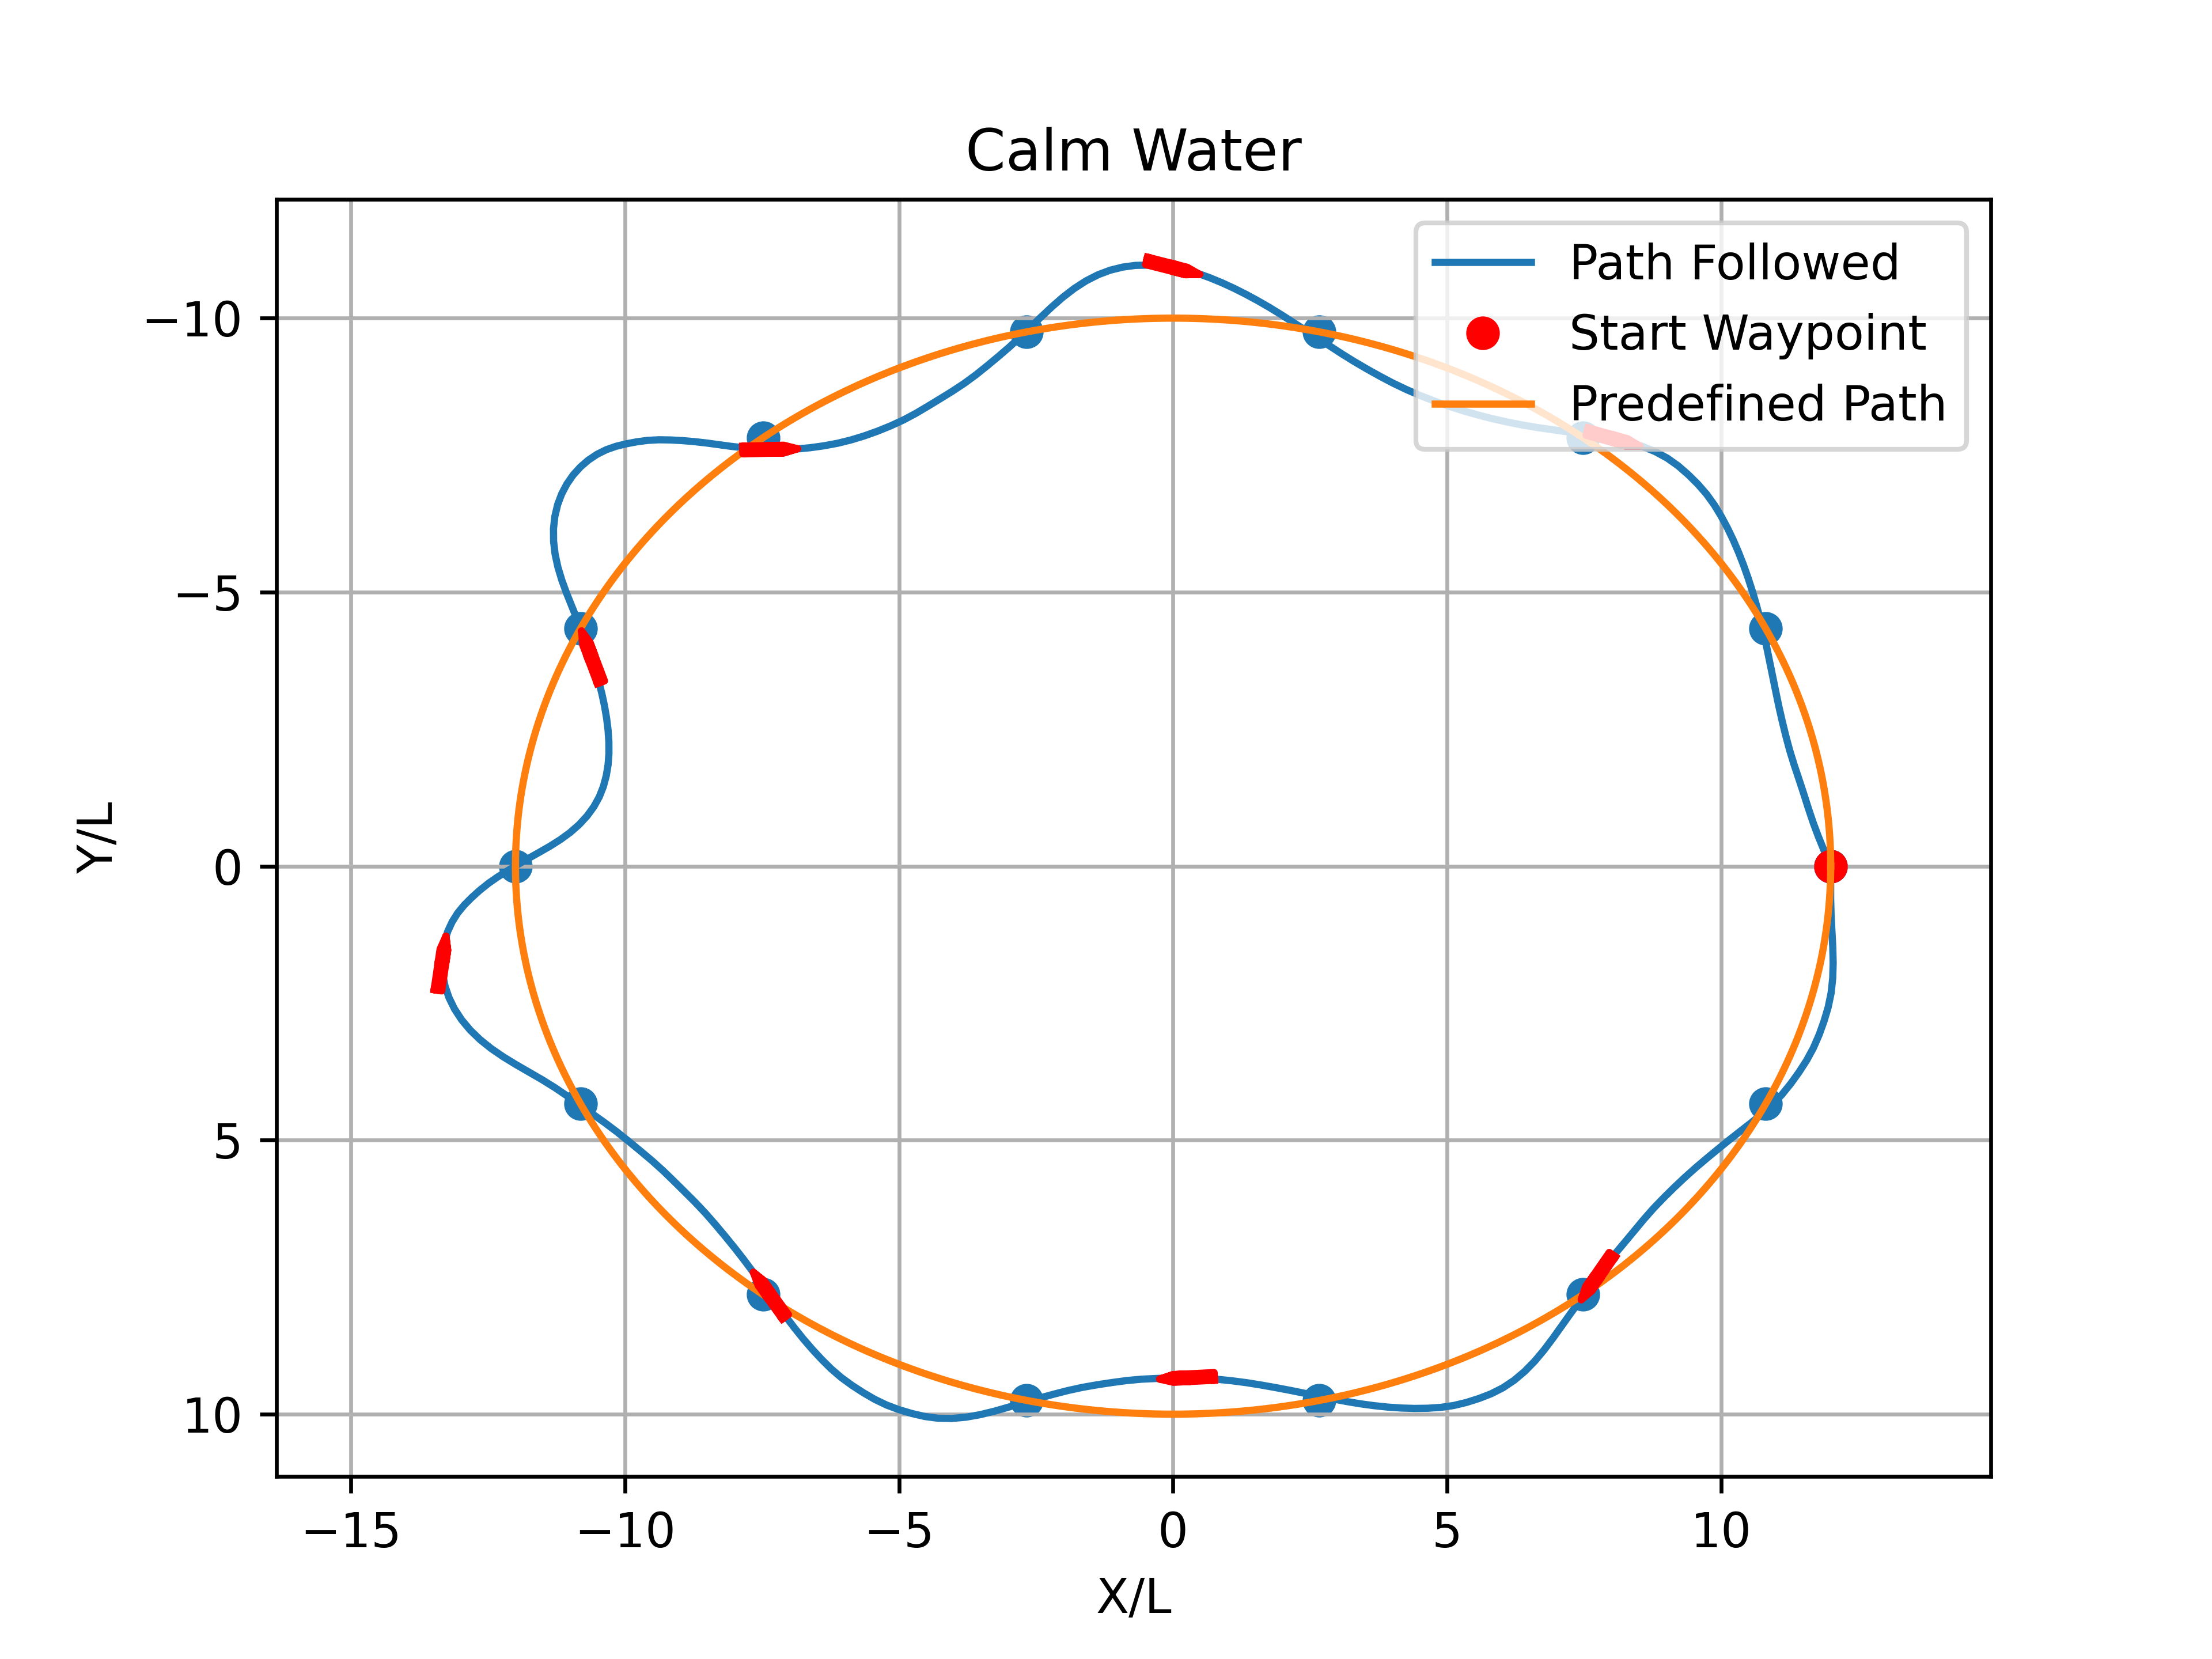 Calm Water
Path Followed
Start Waypoint
Predefined Path
−10
−5
0
5
10
Y/L
−15
−10
−5
0
5
10
X/L